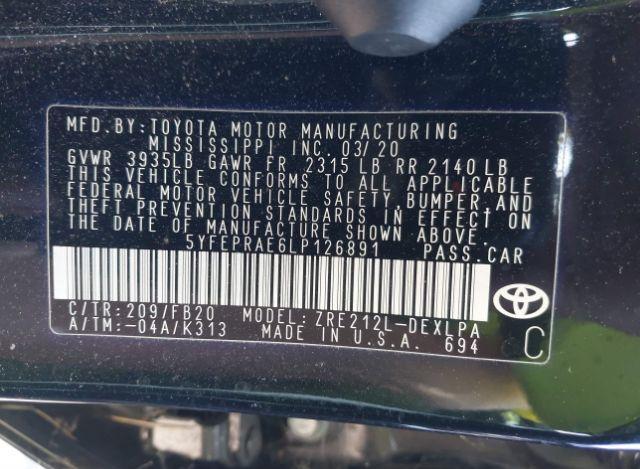 MFD. BY: TOYOTA MOTOR MANUFACTURING
MISSISSIPPI INC. 03/20
GVWR 3935LB GAWR FR 2315 LB RR 2140 LB
THIS VEHICLE CONFORMS TO ALL APPLICABLE
FEDERAL MOTOR VEHICLE SAFETY, BUMPER, AND
THEFT PREVENTION STANDARDS IN EFFECT ON
THE DATE OF MANUFACTURE SHOWN ABOVE.
5YFEPRAE6LP126891 PASS. CAR
C/TR: 209/FB20 MODEL: ZRE212L-DEXLPA
A/TM: -04A/K313 MADE IN U.S.A. 694
C